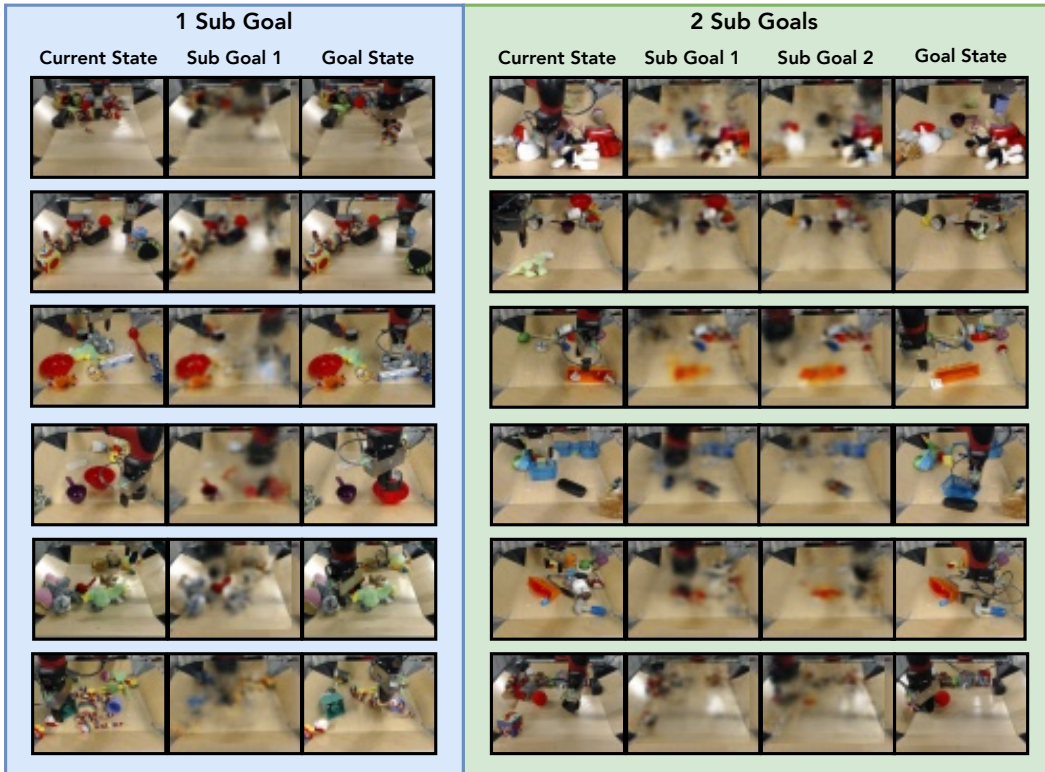 1 Sub Goal
Current State Sub Goal 1 Goal State
2 Sub Goals
Current State Sub Goal 1 Sub Goal 2 Goal State